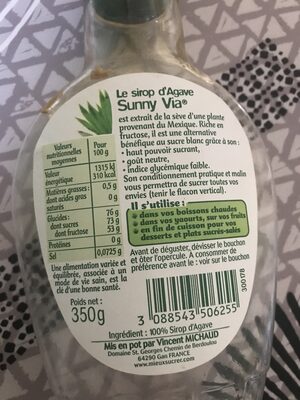 Le sirop d'Agave
Sunny Via®
est extrait de la sève d'une plante
provenant du Mexique. Riche en
fructose, il est une alternative
bénéfique au sucre blanc grâce à son :
• haut pouvoir sucrant,
• goût neutre,
• indice glycémique faible.
Son conditionnement pratique et malin
vous permettra de sucrer toutes vos
envies (tenir le flacon vertical).
Il s'utilise :
dans vos boissons chaudes
dans vos yaourts, sur vos fruits
en fin de cuisson pour vos
desserts et plats sucrés-salés
Avant de déguster, dévisser le bouchon
et ôter l'opercule. À consommer de
préférence avant le : voir sur le bouchon
Valeurs nutritionnelles moyennes Pour 100 g
Valeur énergétique 1315 kJ 310 kcal
Matières grasses : 0,5 g
dont acides gras saturés 0 g
Glucides : 76 g
dont sucres 73 g
dont fructose 53 g
Protéines 0 g
Sel 0,0725 g
Une alimentation variée et
équilibrée, associée à un
mode de vie sain, est la
clé d'une bonne santé.
Poids net :
350g
3 088543 506255
300178
Ingrédient : 100% Sirop d'Agave
Mis en pot par Vincent MICHAUD
Domaine St. Georges Chemin de Berdoulou
64290 Gan FRANCE
www.mieuxsucrer.com